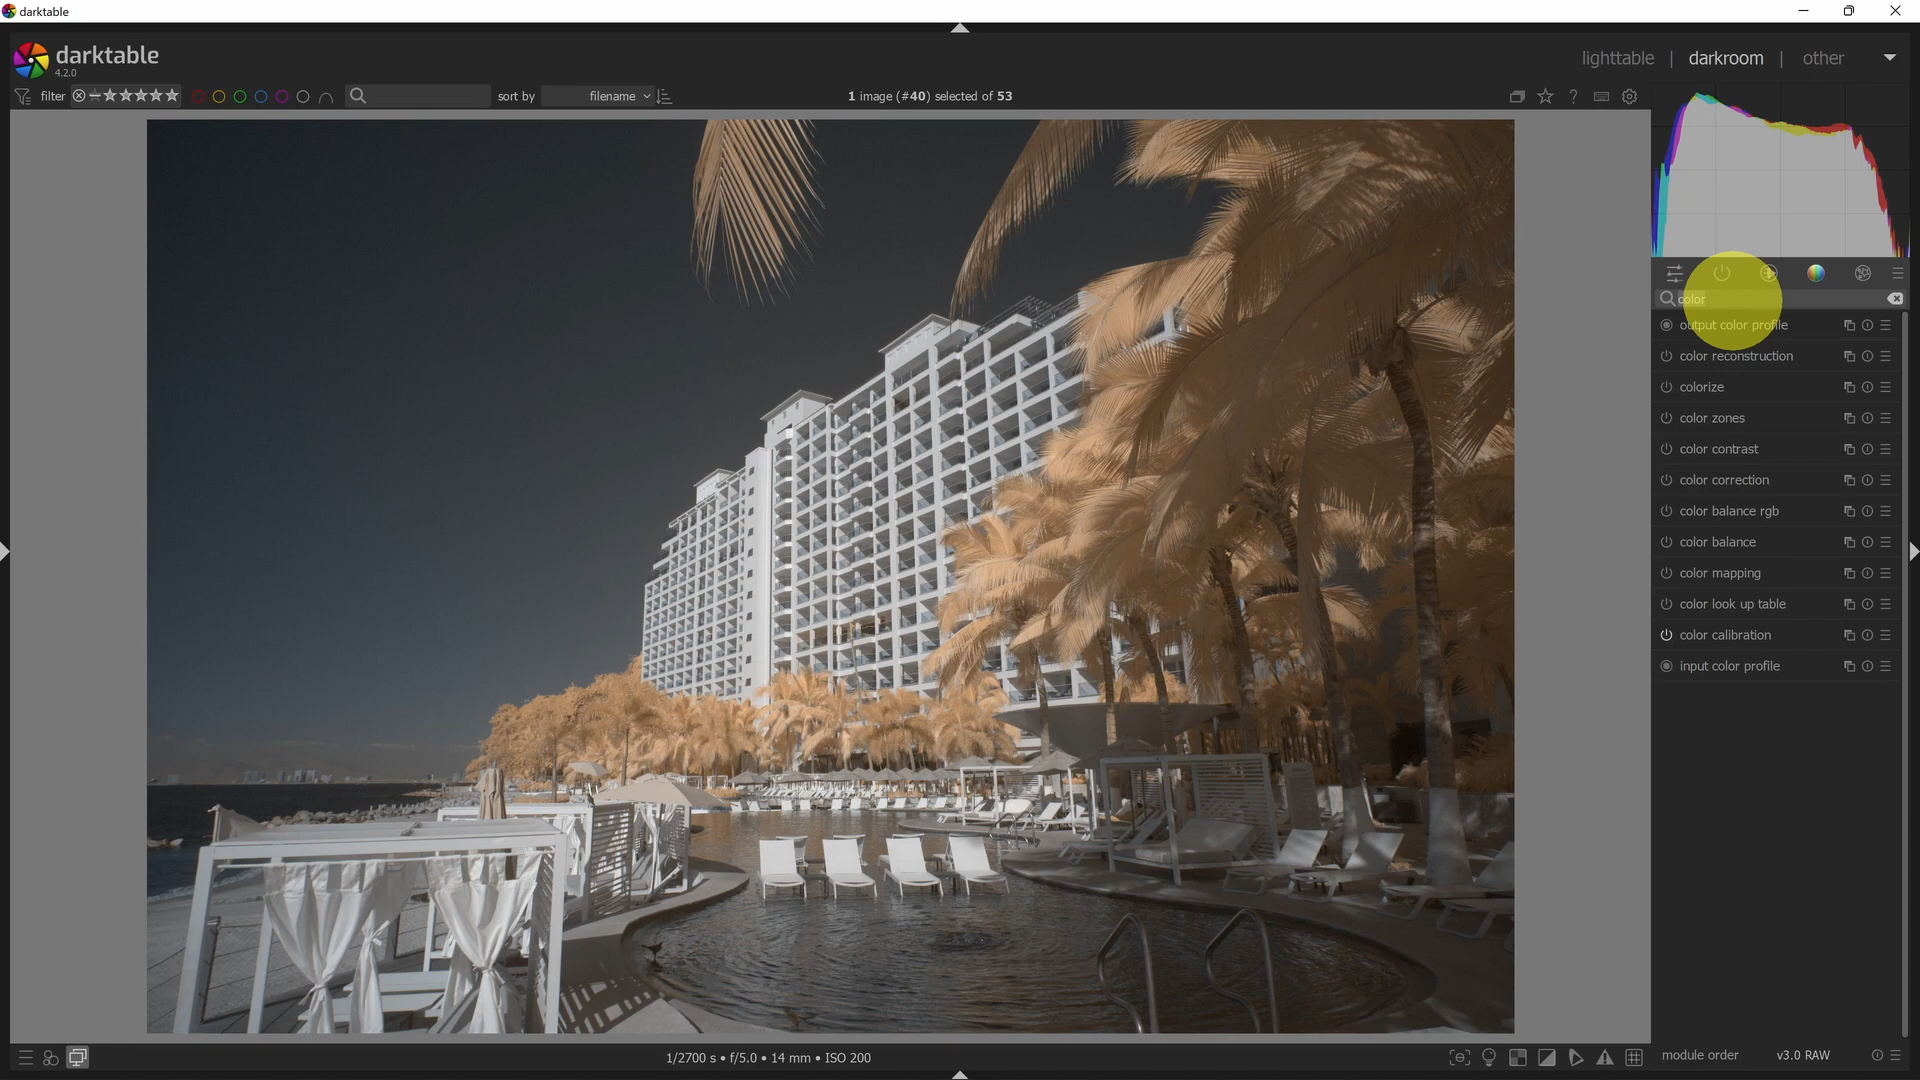 darktable
darktable
4.2.0
lighttable | darkroom | other
filter
sort by filename
1 image (#40) selected of 53
?
color
output color profile
color reconstruction
colorize
color zones
color contrast
color correction
color balance rgb
color balance
color mapping
color look up table
color calibration
input color profile
1/2700 s • f/5.0 • 14 mm • ISO 200
module order v3.0 RAW